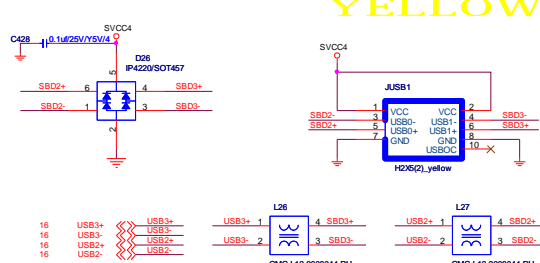 YELLOW
SVCC4
C428 0.1uf/25V/Y5V/4
D26
IP4220/SOT457
SBD2+ 6 5 4 SBD3+
SBD2- 1 2 3 SBD3-
SVCC4
JUSB1
1 VCC VCC 2
SBD2- 3 USB0- USB1- 4 SBD3-
SBD2+ 5 USB0+ USB1+ 6 SBD3+
7 GND GND 8
USBOC 10
H2X5(2)_yellow
16 USB3+ USB3+
16 USB3- USB3-
16 USB2+ USB2+
16 USB2- USB2-
L26
USB3+ 1 4 SBD3+
USB3- 2 3 SBD3-
L27
USB2+ 1 4 SBD2+
USB2- 2 3 SBD2-